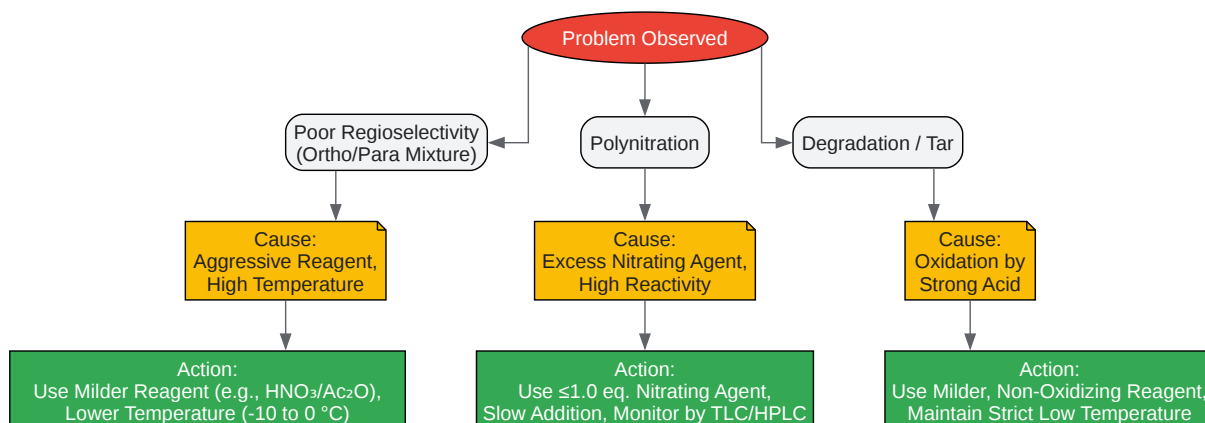 Problem Observed
Poor Regioselectivity
(Ortho/Para Mixture)
Polynitration
Degradation / Tar
Cause:
Aggressive Reagent,
High Temperature
Cause:
Excess Nitrating Agent,
High Reactivity
Cause:
Oxidation by
Strong Acid
Action:
Use Milder Reagent (e.g., HNO₃/Ac₂O),
Lower Temperature (-10 to 0 °C)
Action:
Use ≤1.0 eq. Nitrating Agent,
Slow Addition, Monitor by TLC/HPLC
Action:
Use Milder, Non-Oxidizing Reagent,
Maintain Strict Low Temperature